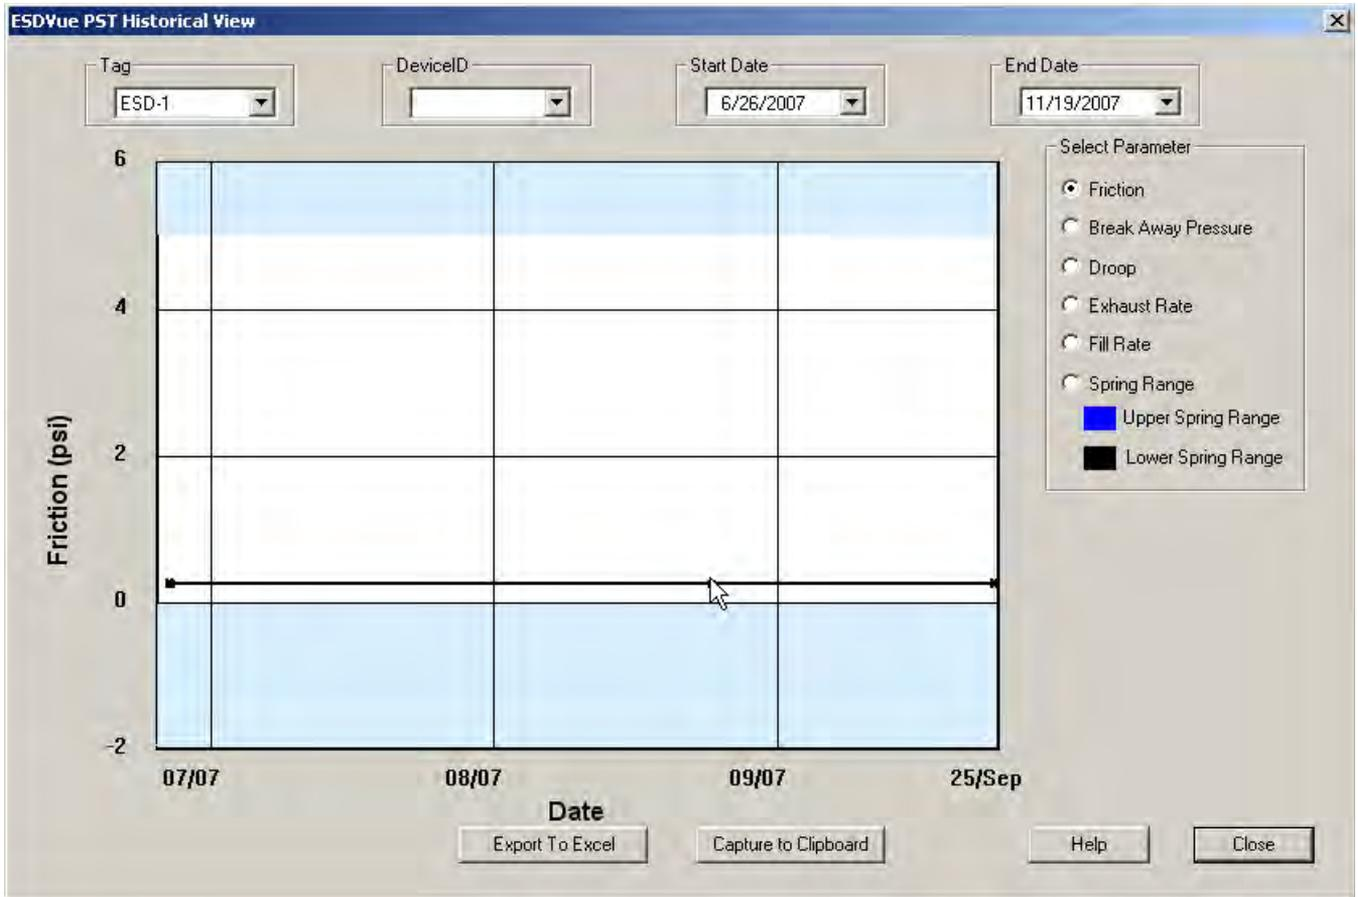 ESDVue PST Historical View
Tag
DeviceID
Start Date
End Date
ESD-1
6/26/2007
11/19/2007
Select Parameter
Friction
Break Away Pressure
Droop
Exhaust Rate
Fill Rate
Spring Range
Upper Spring Range
Lower Spring Range
6
4
2
0
-2
Friction (psi)
07/07
08/07
09/07
25/Sep
Date
Export To Excel
Capture to Clipboard
Help
Close